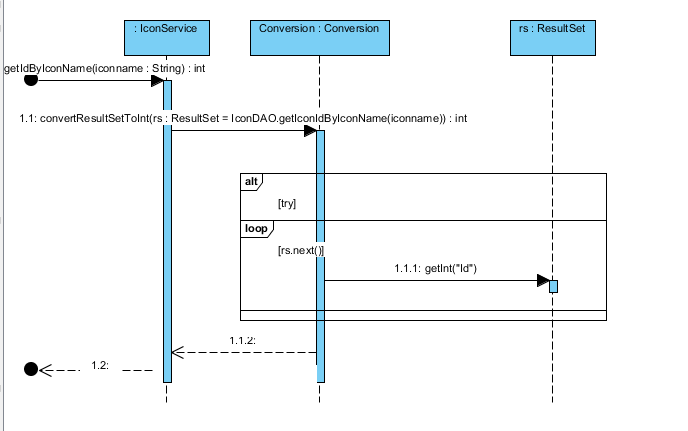 : IconService
Conversion : Conversion
rs : ResultSet
getIdByIconName(iconname : String) : int
1.1: convertResultSetToInt(rs : ResultSet = IconDAO.getIconIdByIconName(iconname)) : int
alt
[try]
loop
[rs.next()]
1.1.1: getInt("Id")
1.1.2:
1.2: